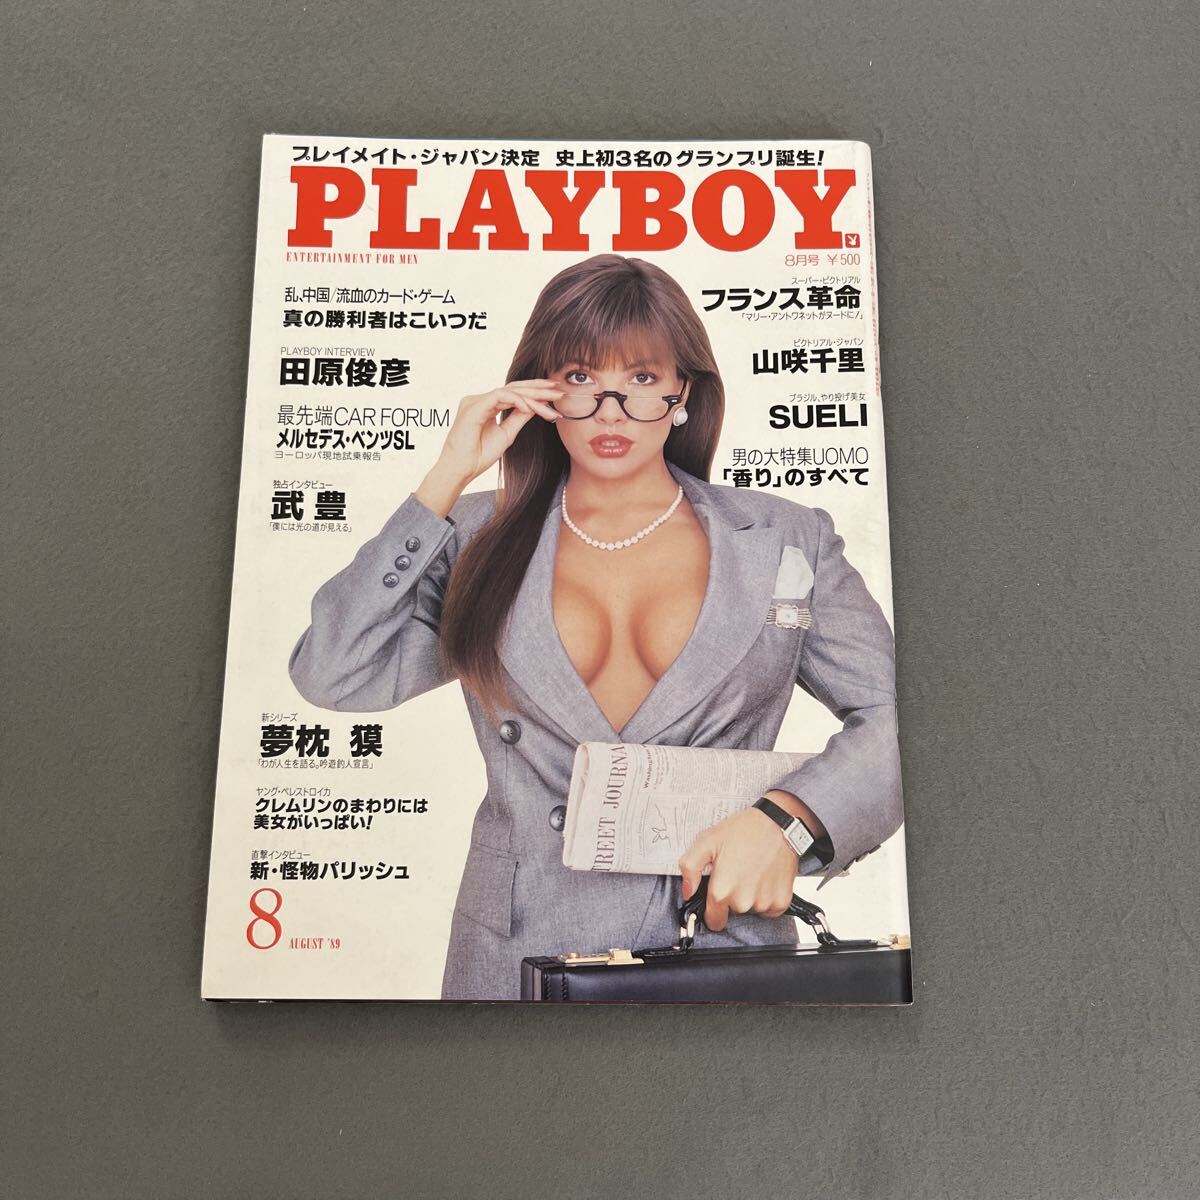 プレイメイト・ジャパン決定 史上初3名のグランプリ誕生!
PLAYBOY
ENTERTAINMENT FOR MEN
8月号 ¥500
乱、中国/流血のカード・ゲーム
真の勝利者はこいつだ
PLAYBOY INTERVIEW
田原俊彦
最先端CAR FORUM
メルセデス・ベンツSL
ヨーロッパ現地試乗報告
独占インタビュー
武 豊
「僕には光の道が見える」
新シリーズ
夢枕 獏
「わが人生を語る。吟遊釣人宣言」
ヤング・ペレストロイカ
クレムリンのまわりには
美女がいっぱい!
直撃インタビュー
新・怪物パリッシュ
8 AUGUST '89
スーパー・ピクトリアル
フランス革命
「マリー・アントワネットがヌードに!」
ピクトリアル・ジャパン
山咲千里
ブラジル、やり投げ美女
SUELI
男の大特集UOMO
「香り」のすべて
TREET JOURNA